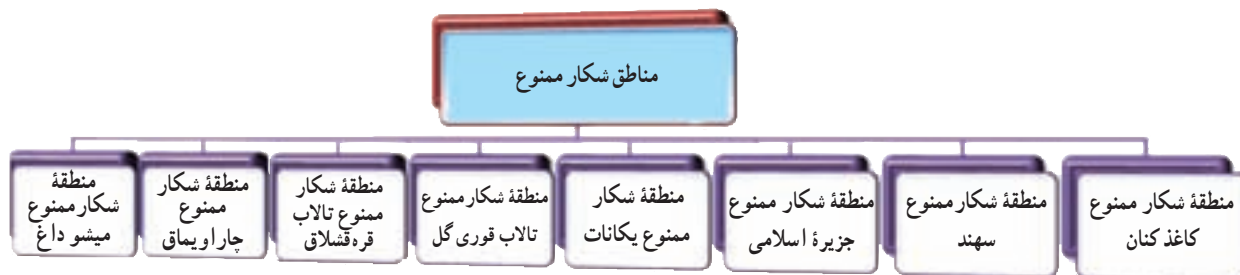 مناطق شکار ممنوع
منطقهٔ شکار ممنوع
کاغذ کنان
منطقهٔ شکار ممنوع
سهند
منطقهٔ شکار ممنوع
جزیرهٔ اسلامی
منطقهٔ شکار
ممنوع یکانات
منطقهٔ شکار ممنوع
تالاب قوری گل
منطقهٔ شکار
ممنوع تالاب
قره‌قشلاق
منطقهٔ شکار
ممنوع
چاراویماق
منطقهٔ
شکار ممنوع
میشو داغ